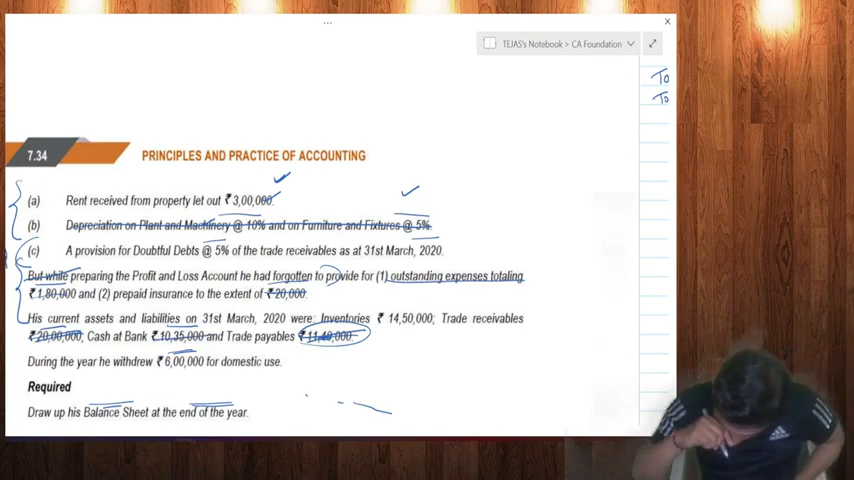 TEJAS's Notebook > CA Foundation
To
To
7.34 PRINCIPLES AND PRACTICE OF ACCOUNTING
(a) Rent received from property let out ₹ 3,00,000.
(b) Depreciation on Plant and Machinery @ 10% and on Furniture and Fixtures @ 5%.
(c) A provision for Doubtful Debts @ 5% of the trade receivables as at 31st March, 2020.
But while preparing the Profit and Loss Account he had forgotten to provide for (1) outstanding expenses totaling
₹ 1,80,000 and (2) prepaid insurance to the extent of ₹ 20,000.
His current assets and liabilities on 31st March, 2020 were: Inventories ₹ 14,50,000; Trade receivables
₹ 20,00,000; Cash at Bank ₹ 10,35,000 and Trade payables ₹ 11,40,000.
During the year he withdrew ₹ 6,00,000 for domestic use.
Required
Draw up his Balance Sheet at the end of the year.
adidas